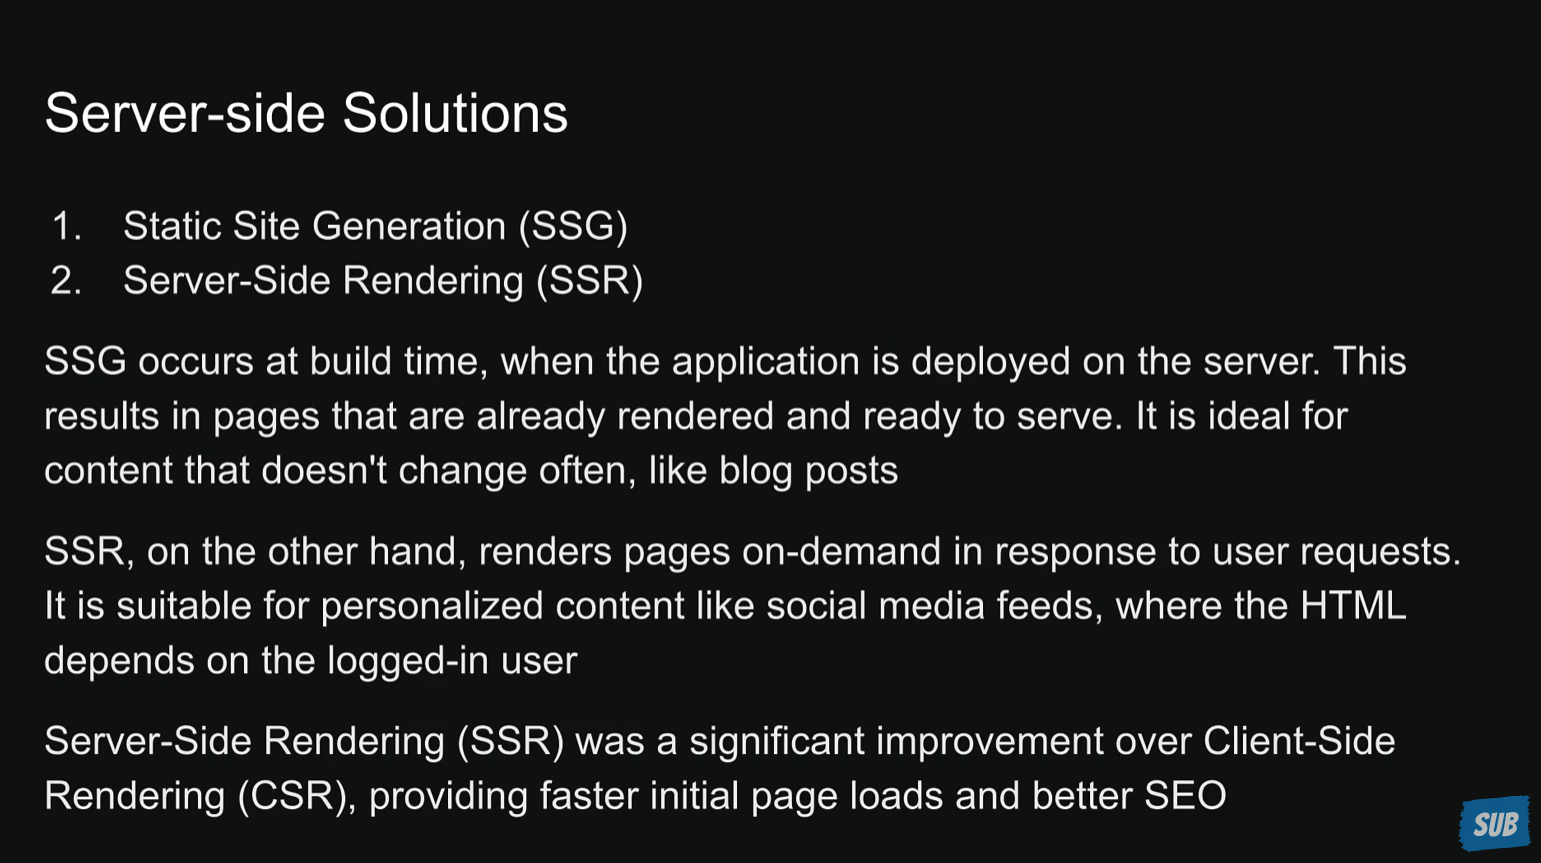 Server-side Solutions
1. Static Site Generation (SSG)
2. Server-Side Rendering (SSR)
SSG occurs at build time, when the application is deployed on the server. This
results in pages that are already rendered and ready to serve. It is ideal for
content that doesn't change often, like blog posts
SSR, on the other hand, renders pages on-demand in response to user requests.
It is suitable for personalized content like social media feeds, where the HTML
depends on the logged-in user
Server-Side Rendering (SSR) was a significant improvement over Client-Side
Rendering (CSR), providing faster initial page loads and better SEO
SUB